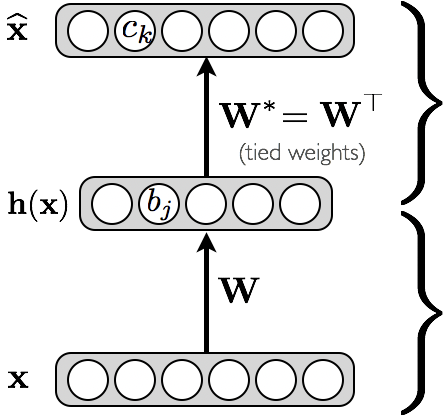 x̂
c_k
W* = W^⊤
(tied weights)
h(x)
b_j
W
x